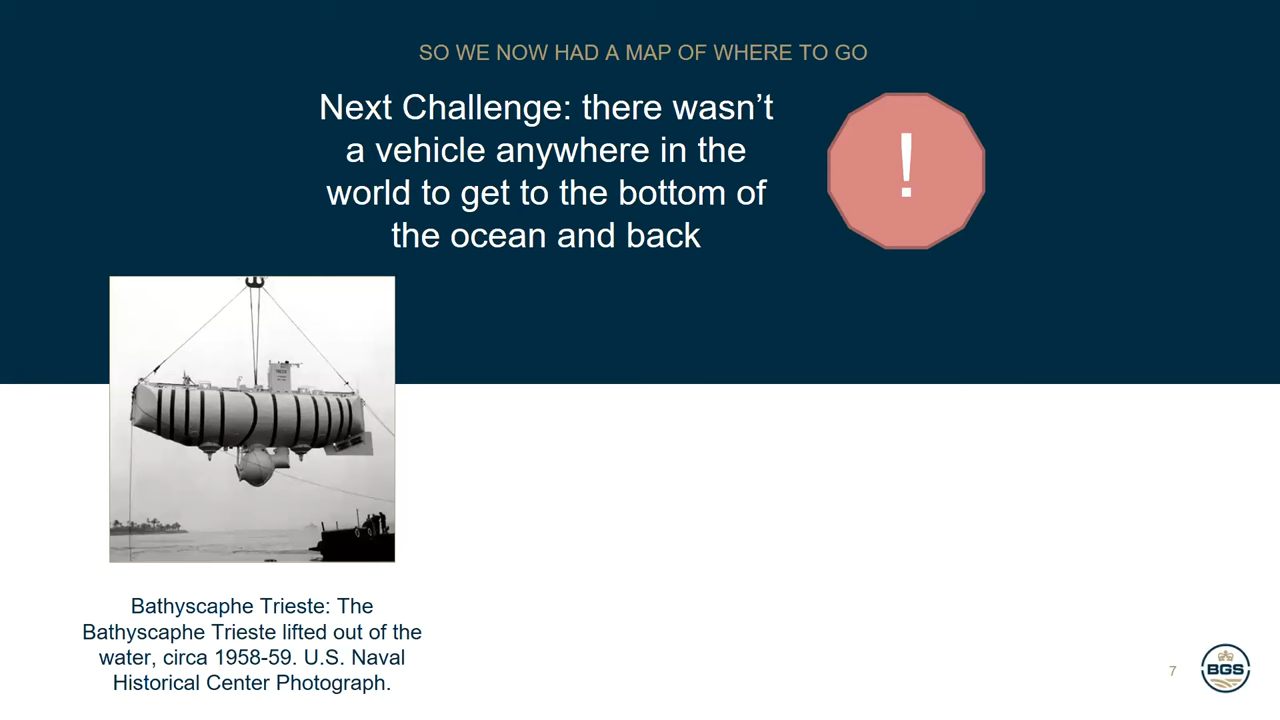 SO WE NOW HAD A MAP OF WHERE TO GO
Next Challenge: there wasn’t
a vehicle anywhere in the
world to get to the bottom of
the ocean and back
!
Bathyscaphe Trieste: The
Bathyscaphe Trieste lifted out of the
water, circa 1958-59. U.S. Naval
Historical Center Photograph.
7
BGS